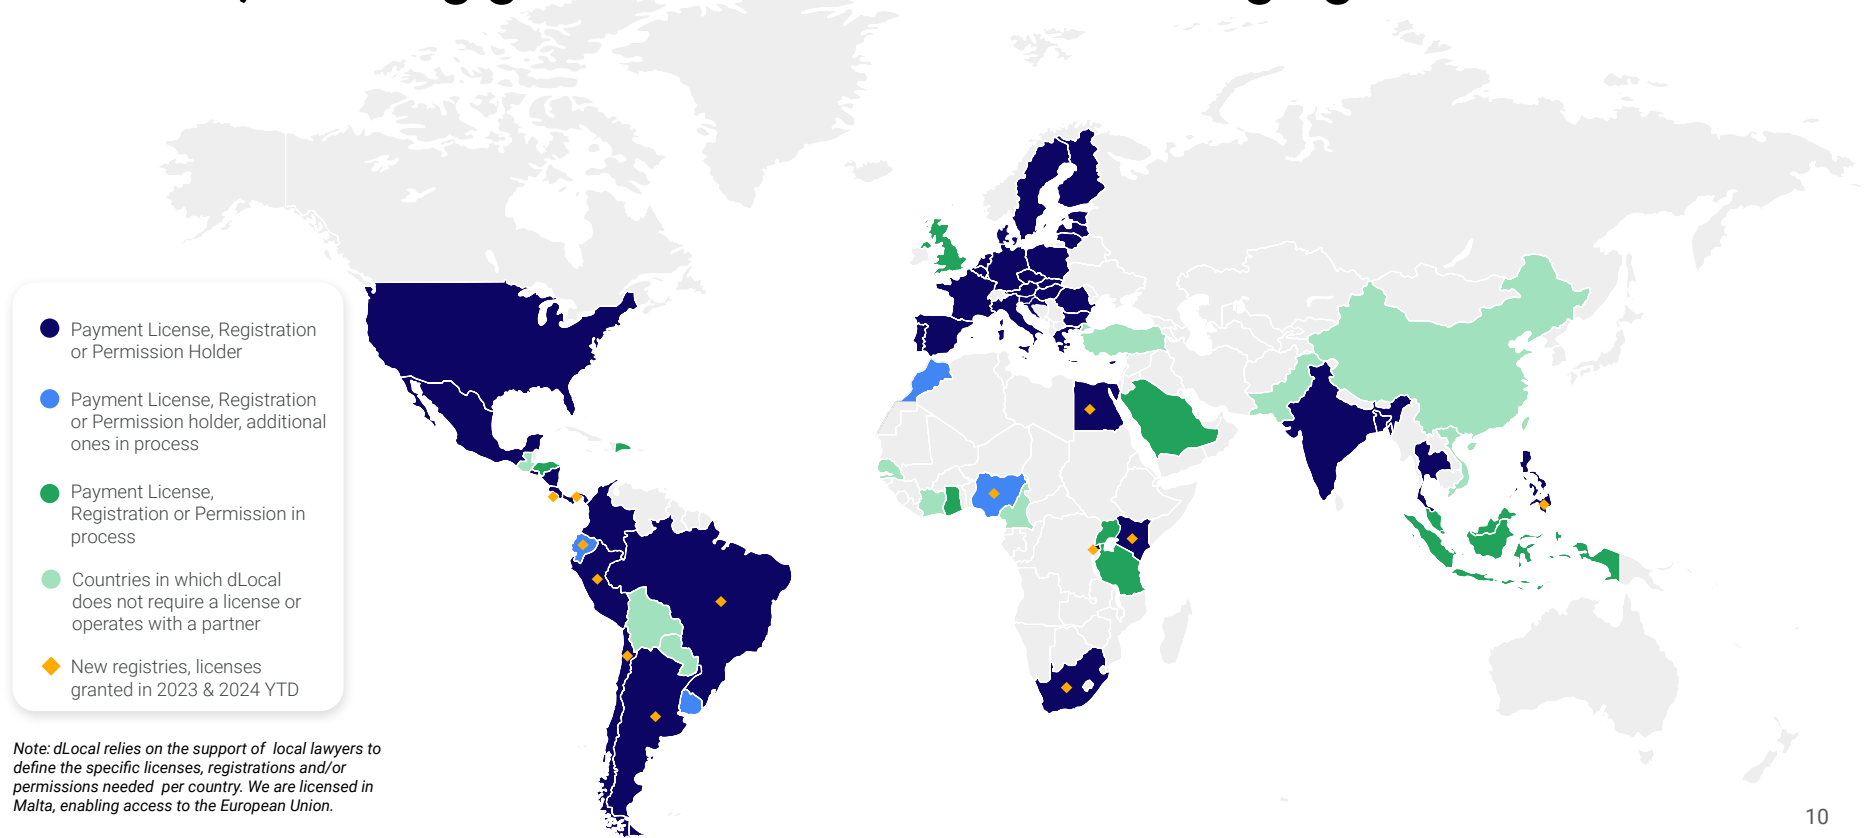 Payment License, Registration
or Permission Holder
Payment License, Registration
or Permission holder, additional
ones in process
Payment License,
Registration or Permission in
process
Countries in which dLocal
does not require a license or
operates with a partner
New registries, licenses
granted in 2023 & 2024 YTD
Note: dLocal relies on the support of  local lawyers to
define the specific licenses, registrations and/or
permissions needed  per country. We are licensed in
Malta, enabling access to the European Union.
10